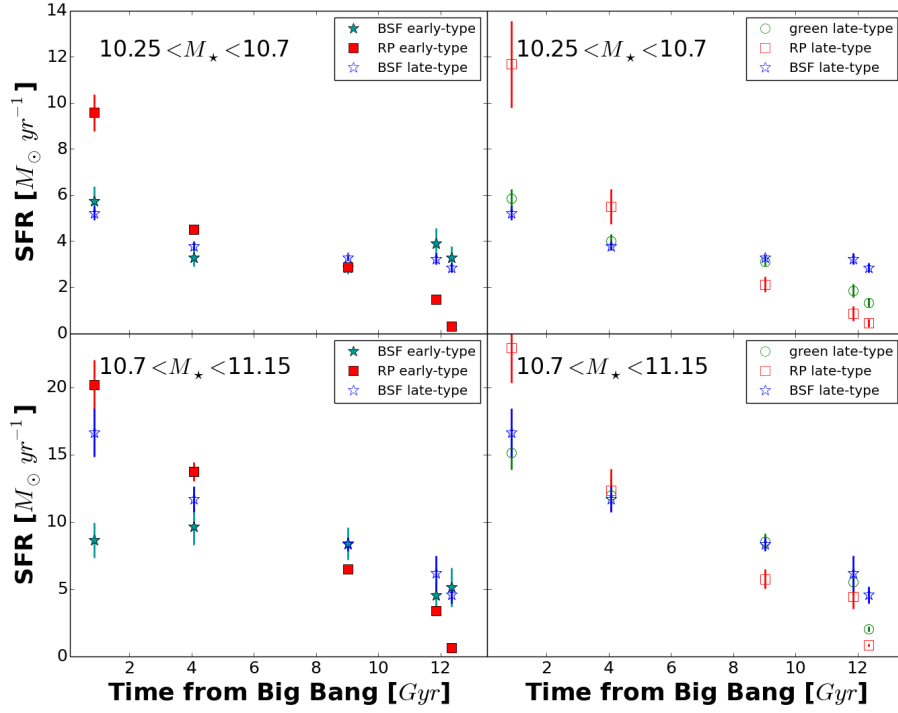 14
12
10
8
6
4
2
0
SFR [M⊙ yr⁻¹]
10.25 <M⋆ <10.7
BSF early-type
RP early-type
BSF late-type
10.25 <M⋆ <10.7
green late-type
RP late-type
BSF late-type
20
15
10
5
0
SFR [M⊙ yr⁻¹]
10.7 <M⋆ <11.15
BSF early-type
RP early-type
BSF late-type
10.7 <M⋆ <11.15
green late-type
RP late-type
BSF late-type
2 4 6 8 10 12
2 4 6 8 10 12
Time from Big Bang [Gyr]
Time from Big Bang [Gyr]